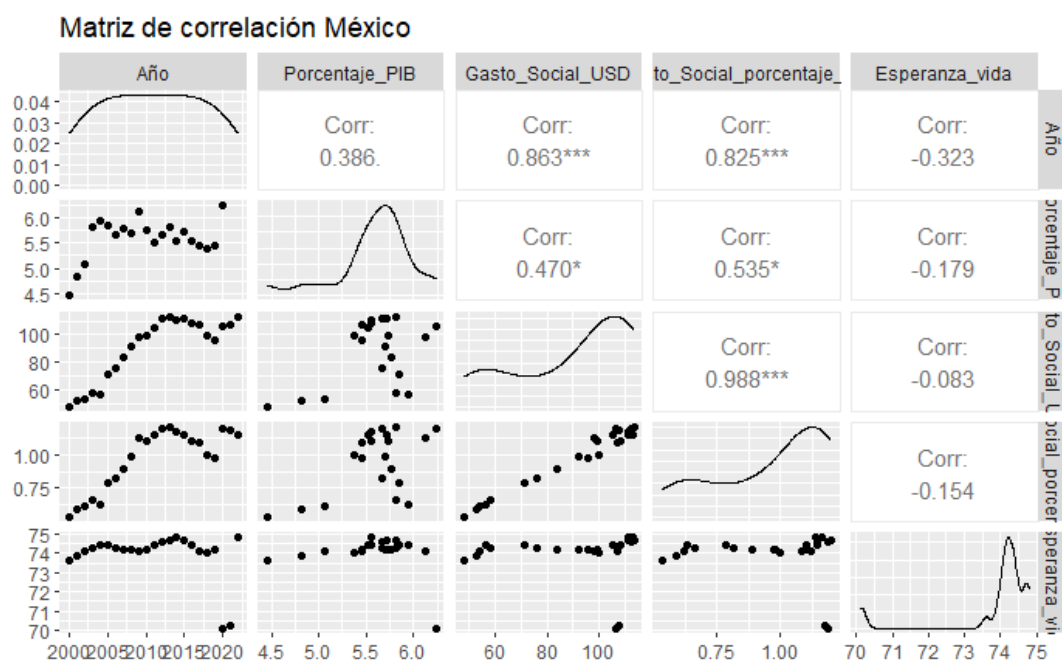 Matriz de correlación México
Año Porcentaje_PIB Gasto_Social_USD to_Social_porcentaje_ Esperanza_vida
0.04
0.03
0.02
0.01
0.00
Corr:
0.386.
Corr:
0.863***
Corr:
0.825***
Corr:
-0.323
Año
6.0
5.5
5.0
4.5
Corr:
0.470*
Corr:
0.535*
Corr:
-0.179
orcentaje_P
100
80
60
Corr:
0.988***
Corr:
-0.083
to_Social_U
1.00
0.75
Corr:
-0.154
ocial_porcer
75
74
73
72
71
70
speranza_vi
2000 2005 2010 2015 2020 4.5 5.0 5.5 6.0 60 80 100 0.75 1.00 70 71 72 73 74 75